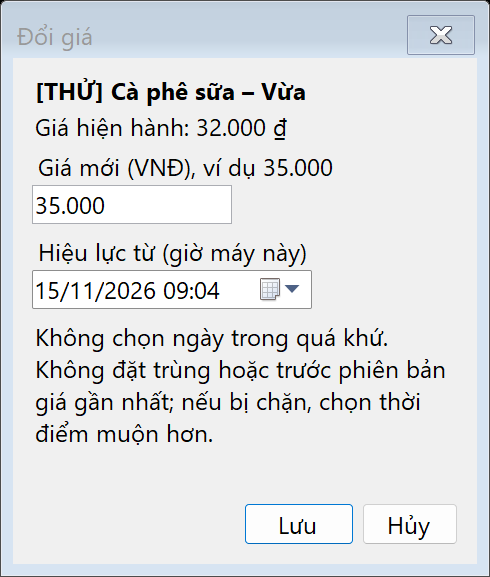 Đổi giá
[THỬ] Cà phê sữa – Vừa
Giá hiện hành: 32.000 ₫
Giá mới (VNĐ), ví dụ 35.000
35.000
Hiệu lực từ (giờ máy này)
15/11/2026 09:04
Không chọn ngày trong quá khứ.
Không đặt trùng hoặc trước phiên bản
giá gần nhất; nếu bị chặn, chọn thời
điểm muộn hơn.
Lưu
Hủy